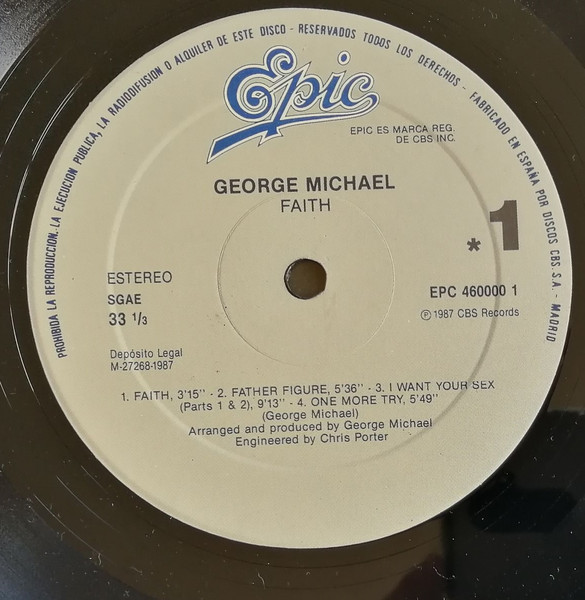 PROHIBIDA LA REPRODUCCION. LA EJECUCION PUBLICA, LA RADIODIFUSION O ALQUILER DE ESTE DISCO - RESERVADOS TODOS LOS DERECHOS - FABRICADO EN ESPAÑA POR DISCOS CBS. S.A. - MADRID
Epic
EPIC ES MARCA REG.
DE CBS INC.
GEORGE MICHAEL
FAITH
* 1
ESTEREO
SGAE
33 1/3
EPC 460000 1
Ⓟ 1987 CBS Records
Depósito Legal
M-27268-1987
1. FAITH, 3'15'' - 2. FATHER FIGURE, 5'36'' - 3. I WANT YOUR SEX
(Parts 1 & 2), 9'13'' - 4. ONE MORE TRY, 5'49''
(George Michael)
Arranged and produced by George Michael
Engineered by Chris Porter